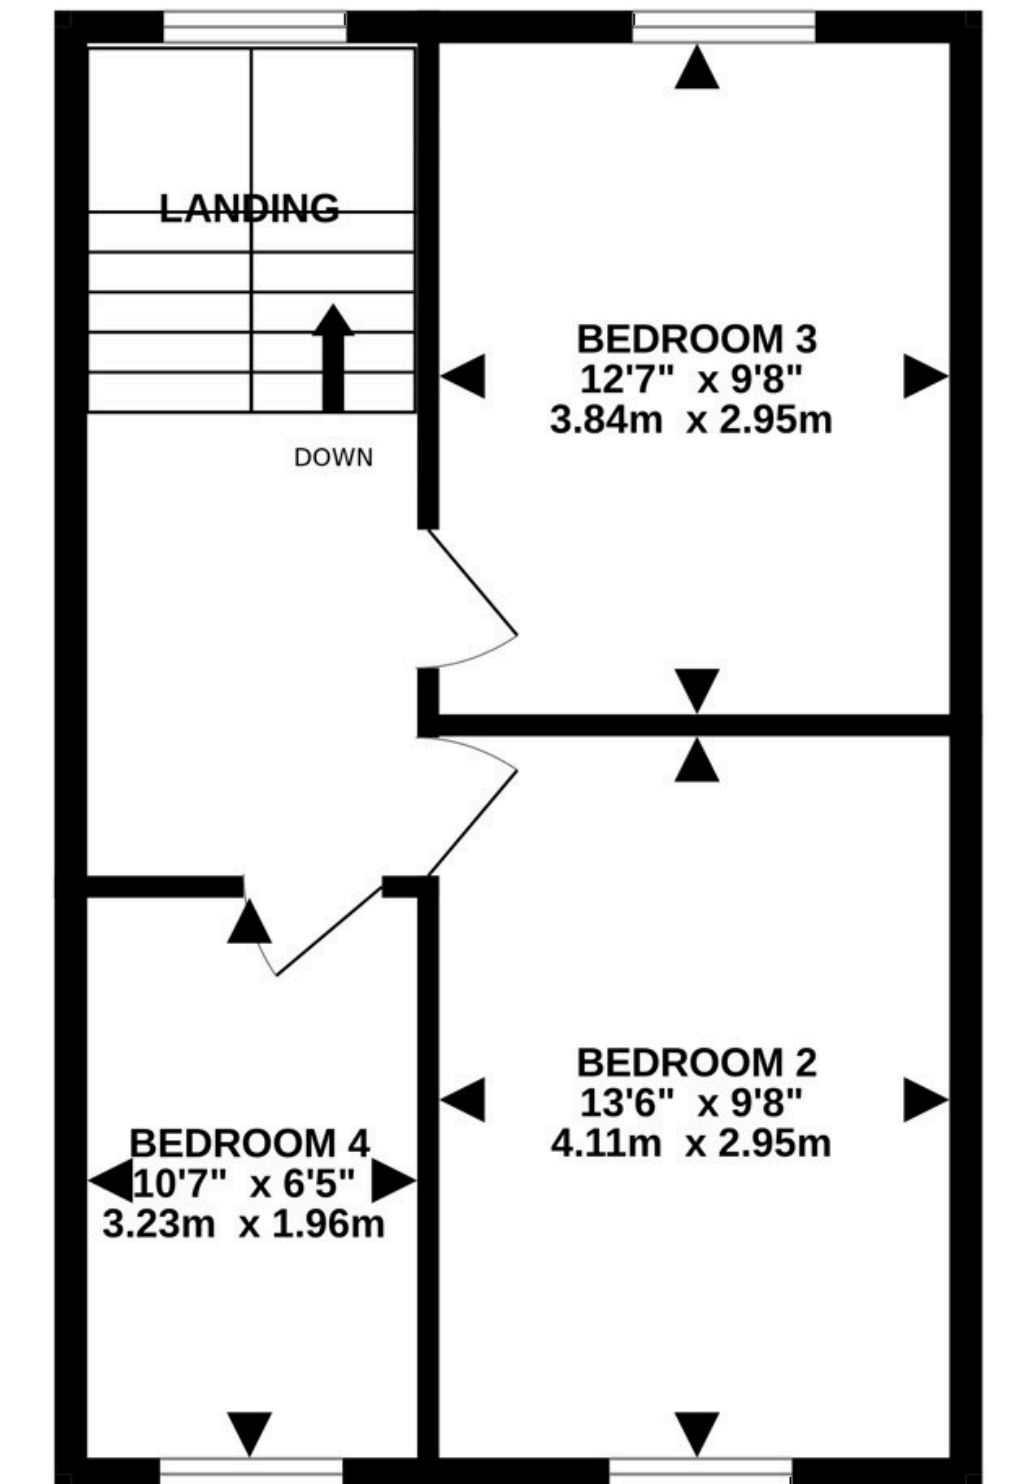 LANDING
DOWN
BEDROOM 3
12'7" x 9'8"
3.84m x 2.95m
BEDROOM 2
13'6" x 9'8"
4.11m x 2.95m
BEDROOM 4
10'7" x 6'5"
3.23m x 1.96m